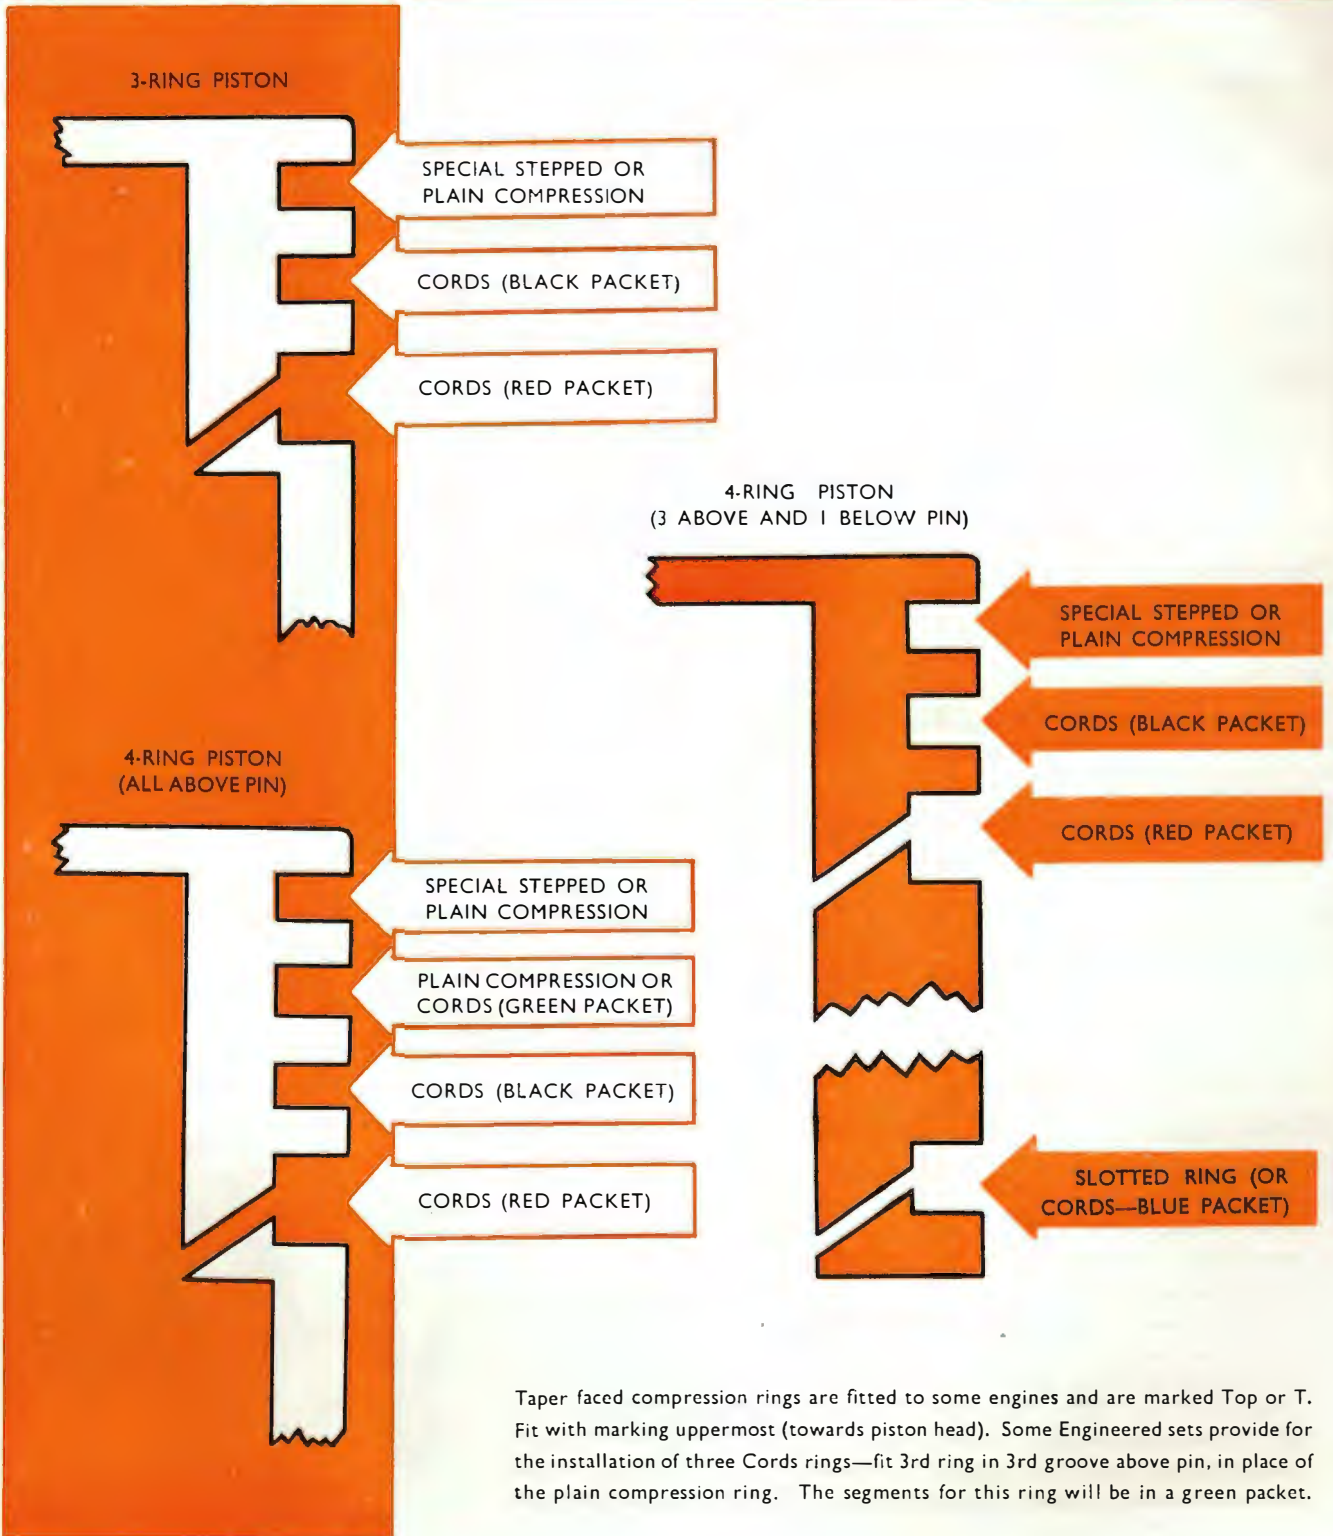 3-RING PISTON
SPECIAL STEPPED OR
PLAIN COMPRESSION
CORDS (BLACK PACKET)
CORDS (RED PACKET)
4-RING PISTON
(3 ABOVE AND I BELOW PIN)
SPECIAL STEPPED OR
PLAIN COMPRESSION
CORDS (BLACK PACKET)
CORDS (RED PACKET)
SLOTTED RING (OR
CORDS—BLUE PACKET)
4-RING PISTON
(ALL ABOVE PIN)
SPECIAL STEPPED OR
PLAIN COMPRESSION
PLAIN COMPRESSION OR
CORDS (GREEN PACKET)
CORDS (BLACK PACKET)
CORDS (RED PACKET)
Taper faced compression rings are fitted to some engines and are marked Top or T.
Fit with marking uppermost (towards piston head). Some Engineered sets provide for
the installation of three Cords rings—fit 3rd ring in 3rd groove above pin, in place of
the plain compression ring. The segments for this ring will be in a green packet.